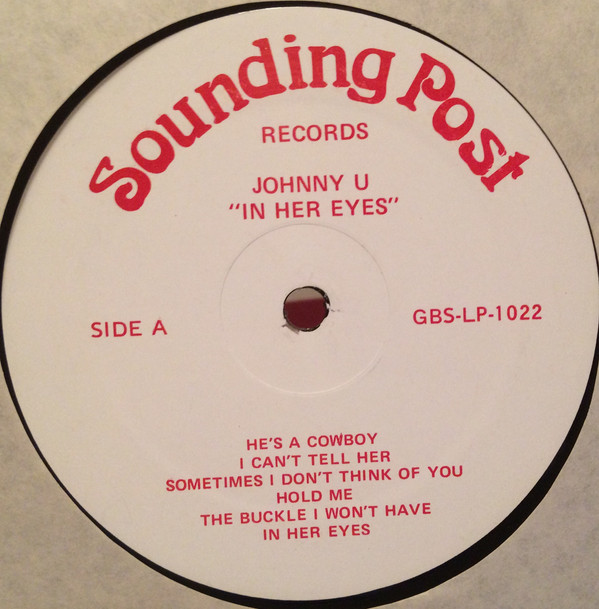 Sounding Post
RECORDS
JOHNNY U
"IN HER EYES"
SIDE A
GBS-LP-1022
HE'S A COWBOY
I CAN'T TELL HER
SOMETIMES I DON'T THINK OF YOU
HOLD ME
THE BUCKLE I WON'T HAVE
IN HER EYES